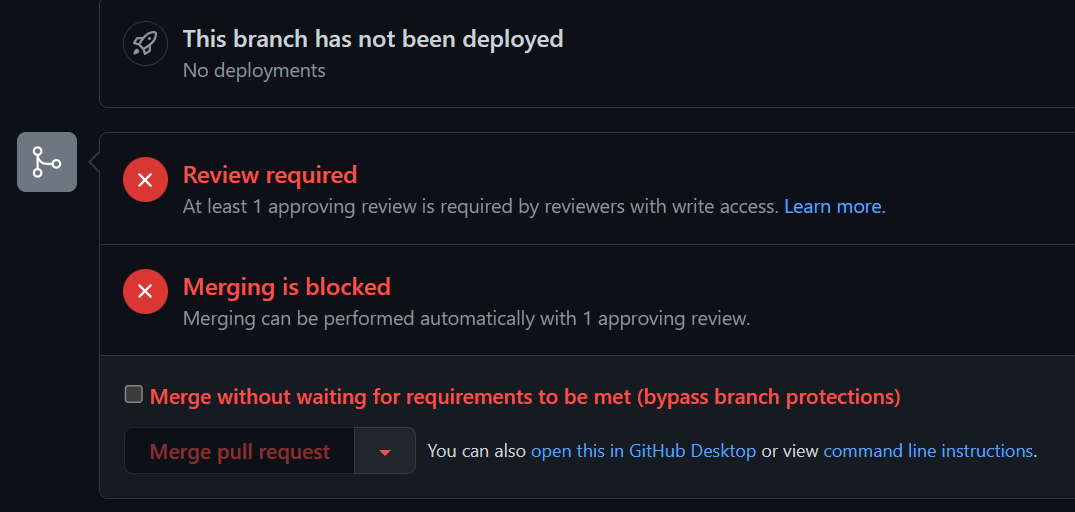 This branch has not been deployed
No deployments
Review required
At least 1 approving review is required by reviewers with write access. Learn more.
Merging is blocked
Merging can be performed automatically with 1 approving review.
Merge without waiting for requirements to be met (bypass branch protections)
Merge pull request
You can also open this in GitHub Desktop or view command line instructions.